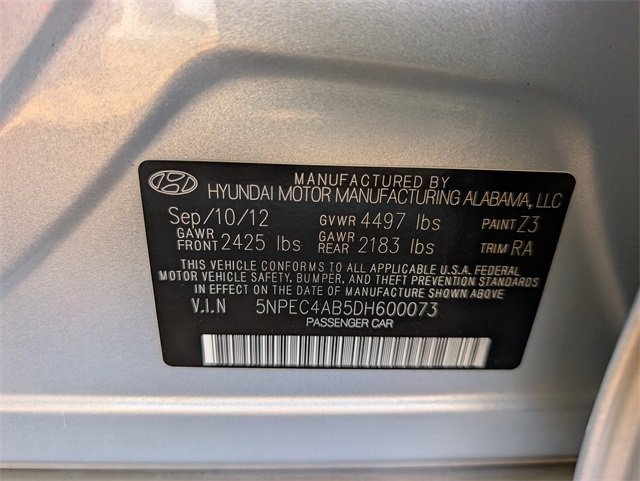 MANUFACTURED BY
HYUNDAI MOTOR MANUFACTURING ALABAMA, LLC
Sep/10/12 GVWR 4497 lbs PAINT Z3
GAWR FRONT 2425 lbs GAWR REAR 2183 lbs TRIM RA
THIS VEHICLE CONFORMS TO ALL APPLICABLE U.S.A. FEDERAL
MOTOR VEHICLE SAFETY, BUMPER, AND THEFT PREVENTION STANDARDS
IN EFFECT ON THE DATE OF MANUFACTURE SHOWN ABOVE
V.I.N 5NPEC4AB5DH600073
PASSENGER CAR